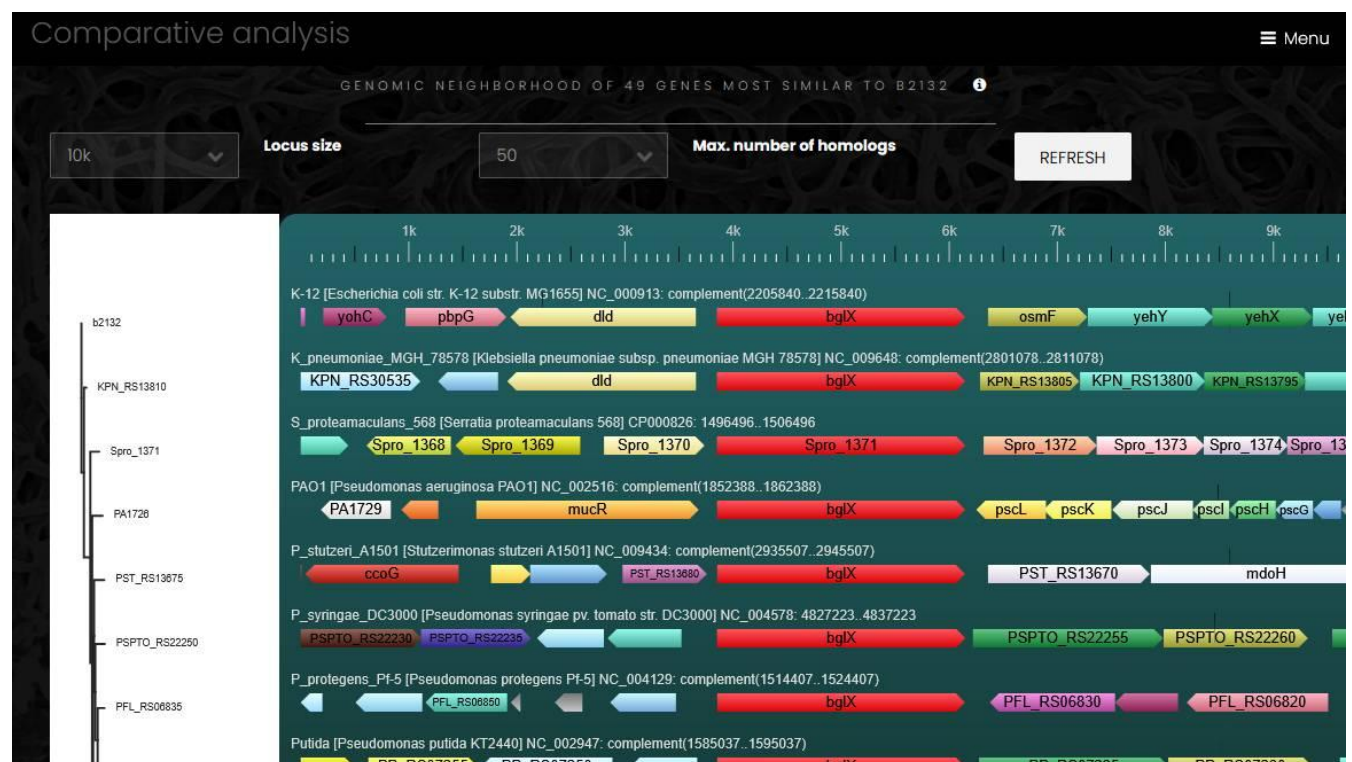 Comparative analysis
Menu
GENOMIC NEIGHBORHOOD OF 49 GENES MOST SIMILAR TO B2132
10k Locus size 50 Max. number of homologs REFRESH
1k 2k 3k 4k 5k 6k 7k 8k 9k
K-12 [Escherichia coli str. K-12 substr. MG1655] NC_000913: complement(2205840..2215840)
b2132
yohC pbpG dld bglX osmF yehY yehX
K_pneumoniae_MGH_78578 [Klebsiella pneumoniae subsp. pneumoniae MGH 78578] NC_009648: complement(2801078..2811078)
KPN_RS13810
KPN_RS30535 dld bglX KPN_RS13805 KPN_RS13800 KPN_RS13795
S_proteamaculans_568 [Serratia proteamaculans 568] CP000826: 1496496..1506496
Spro_1371
Spro_1368 Spro_1369 Spro_1370 Spro_1371 Spro_1372 Spro_1373 Spro_1374 Spro_13
PAO1 [Pseudomonas aeruginosa PAO1] NC_002516: complement(1852388..1862388)
PA1726
PA1729 mucR bglX pscL pscK pscJ pscI pscH pscG
P_stutzeri_A1501 [Stutzerimonas stutzeri A1501] NC_009434: complement(2935507..2945507)
PST_RS13675
ccoG PST_RS13680 bglX PST_RS13670 mdoH
P_syringae_DC3000 [Pseudomonas syringae pv. tomato str. DC3000] NC_004578: 4827223..4837223
PSPTO_RS22250
PSPTO_RS22230 PSPTO_RS22235 bglX PSPTO_RS22255 PSPTO_RS22260
P_protegens_Pf-5 [Pseudomonas protegens Pf-5] NC_004129: complement(1514407..1524407)
PFL_RS06835
PFL_RS06850 bglX PFL_RS06830 PFL_RS06820
Putida [Pseudomonas putida KT2440] NC_002947: complement(1585037..1595037)